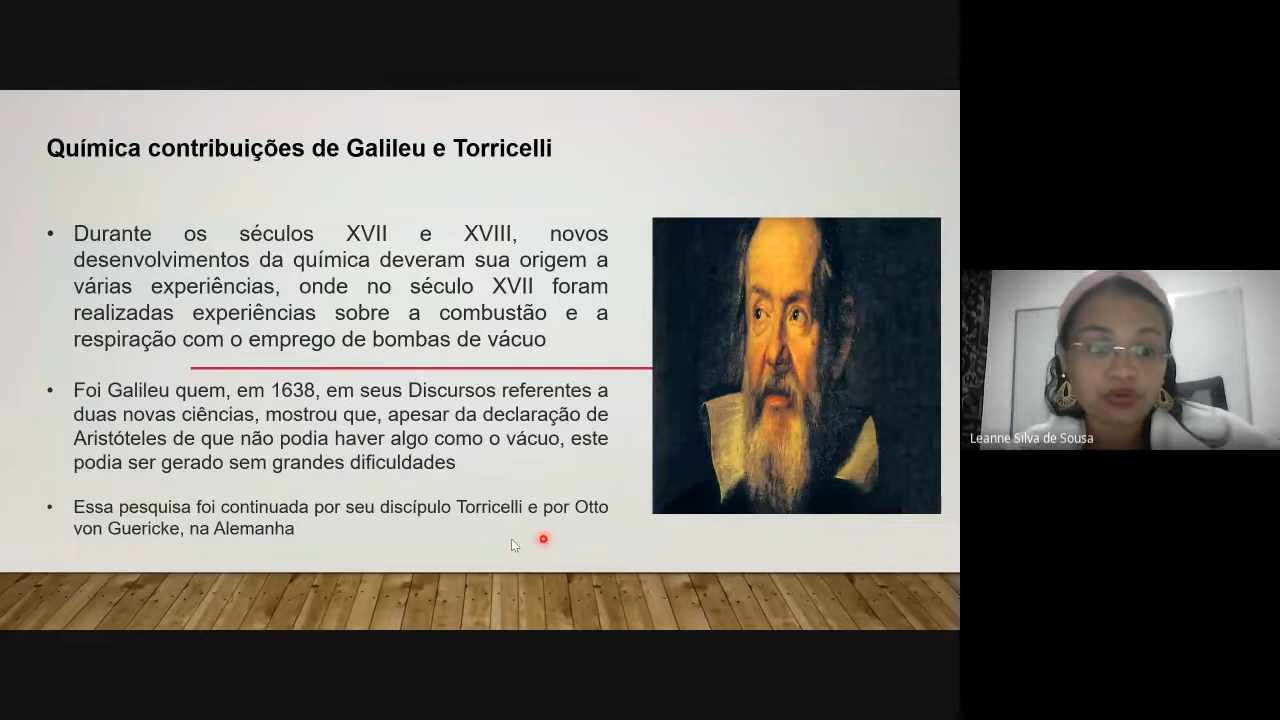 Química contribuições de Galileu e Torricelli
• Durante os séculos XVII e XVIII, novos
desenvolvimentos da química deveram sua origem a
várias experiências, onde no século XVII foram
realizadas experiências sobre a combustão e a
respiração com o emprego de bombas de vácuo
• Foi Galileu quem, em 1638, em seus Discursos referentes a
duas novas ciências, mostrou que, apesar da declaração de
Aristóteles de que não podia haver algo como o vácuo, este
podia ser gerado sem grandes dificuldades
• Essa pesquisa foi continuada por seu discípulo Torricelli e por Otto
von Guericke, na Alemanha
Leanne Silva de Sousa